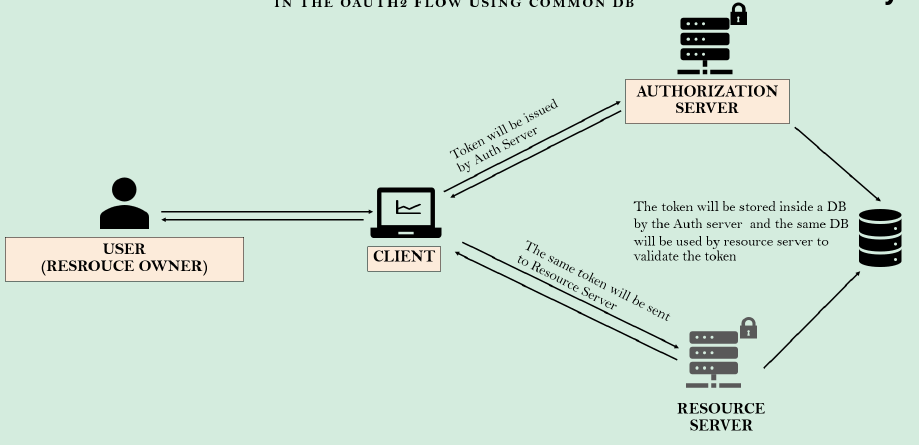 IN THE OAUTH2 FLOW USING COMMON DB
AUTHORIZATION
SERVER
Token will be issued
by Auth Server
The token will be stored inside a DB
by the Auth server and the same DB
will be used by resource server to
validate the token
USER
(RESROUCE OWNER)
CLIENT
The same token will be sent
to Resource Server
RESOURCE
SERVER